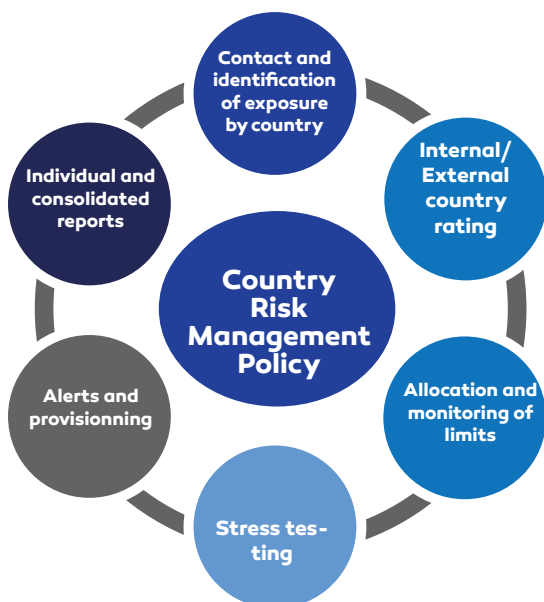 Contact and
identification
of exposure
by country
Internal/
External
country
rating
Allocation and
monitoring of
limits
Stress tes-
ting
Alerts and
provisionning
Individual and
consolidated
reports
Country
Risk
Management
Policy